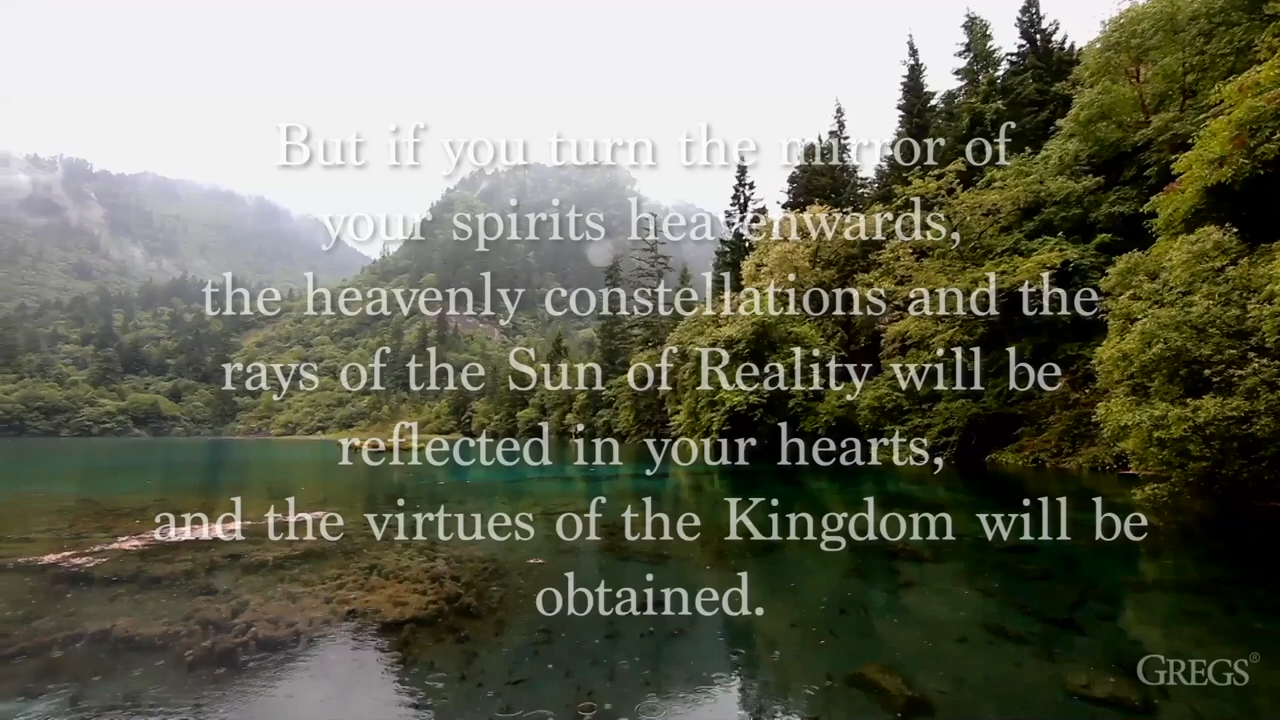 But if you turn the mirror of
your spirits heavenwards,
the heavenly constellations and the
rays of the Sun of Reality will be
reflected in your hearts,
and the virtues of the Kingdom will be
obtained.
GREGS®